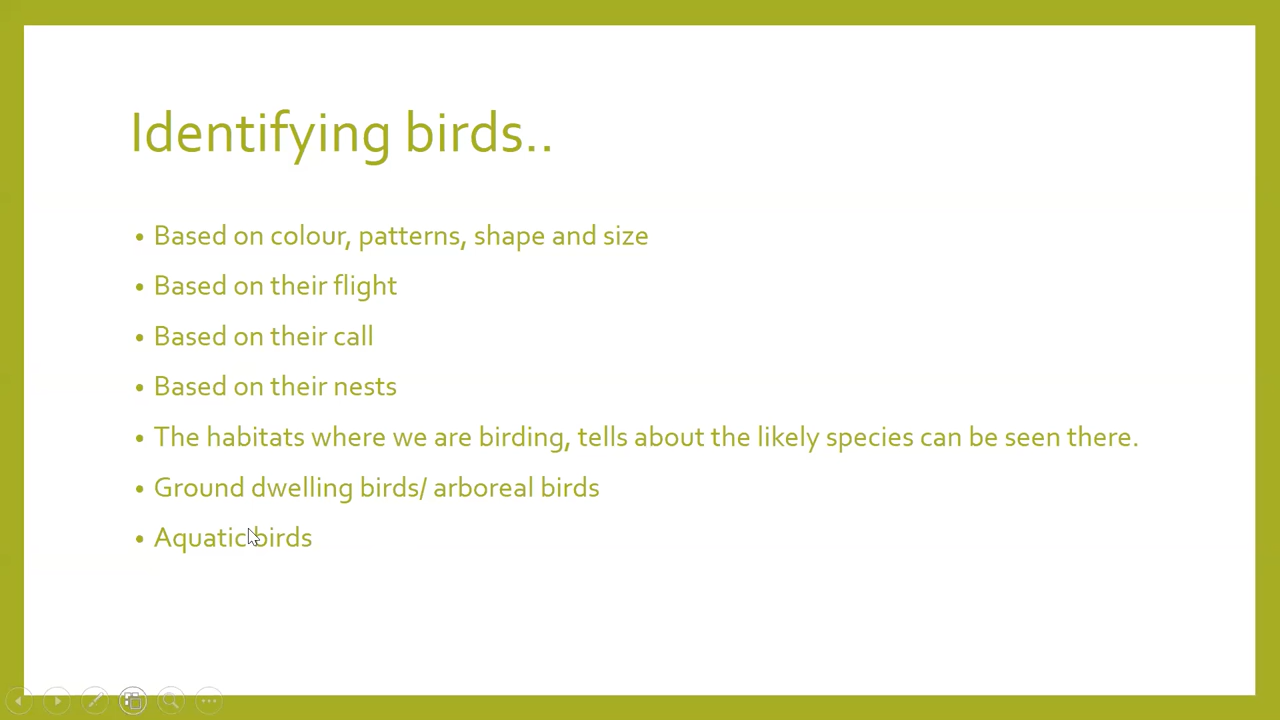 Identifying birds..
• Based on colour, patterns, shape and size
• Based on their flight
• Based on their call
• Based on their nests
• The habitats where we are birding, tells about the likely species can be seen there.
• Ground dwelling birds/ arboreal birds
• Aquatic birds